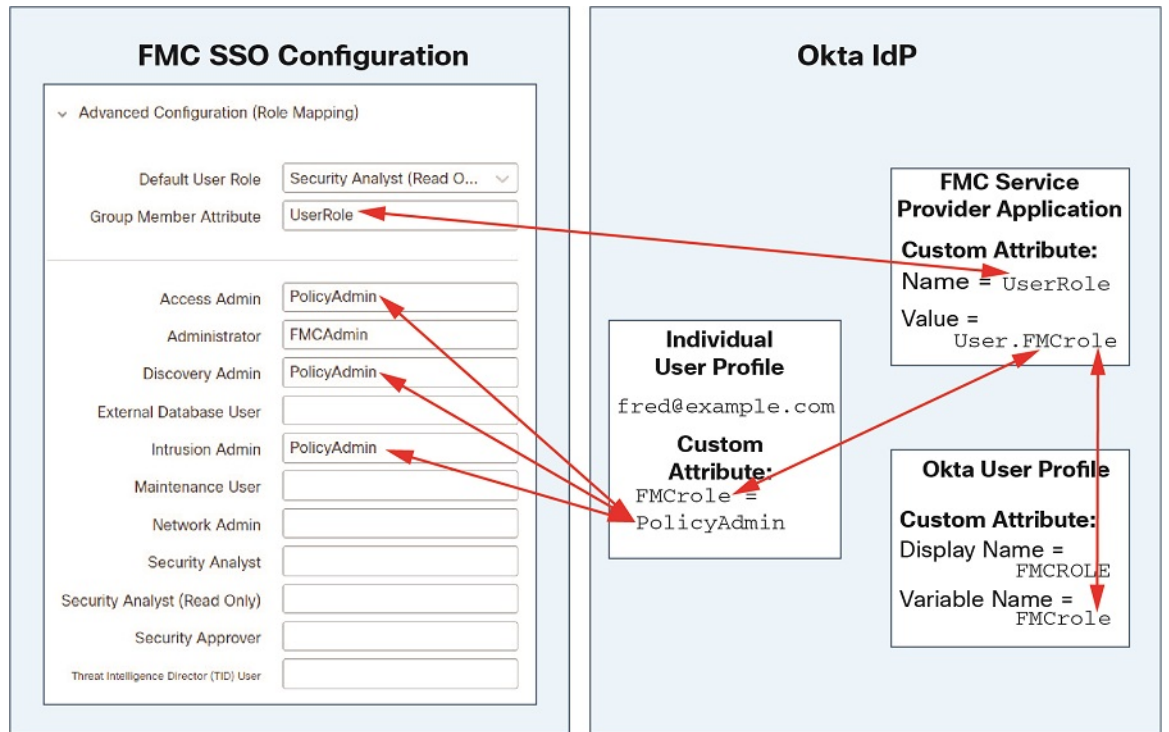 FMC SSO Configuration
Advanced Configuration (Role Mapping)
Default User Role
Security Analyst (Read O...
Group Member Attribute
UserRole
Access Admin
PolicyAdmin
Administrator
FMCAdmin
Discovery Admin
PolicyAdmin
External Database User
Intrusion Admin
PolicyAdmin
Maintenance User
Network Admin
Security Analyst
Security Analyst (Read Only)
Security Approver
Threat Intelligence Director (TID) User
Okta IdP
Individual
User Profile
fred@example.com
Custom
Attribute:
FMCrole =
PolicyAdmin
FMC Service
Provider Application
Custom Attribute:
Name = UserRole
Value =
User.FMCrole
Okta User Profile
Custom Attribute:
Display Name =
FMCROLE
Variable Name =
FMCrole